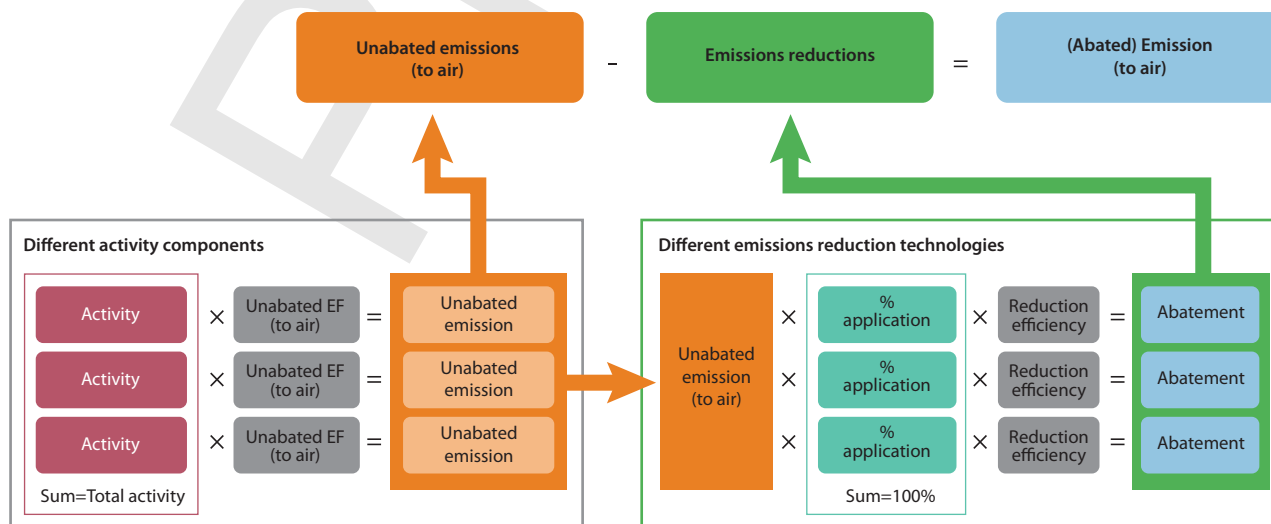 Unabated emissions
(to air)
-
Emissions reductions
=
(Abated) Emission
(to air)
Different activity components
Activity
×
Unabated EF
(to air)
=
Unabated
emission
Activity
×
Unabated EF
(to air)
=
Unabated
emission
Activity
×
Unabated EF
(to air)
=
Unabated
emission
Sum=Total activity
Different emissions reduction technologies
Unabated
emission
(to air)
×
%
application
×
Reduction
efficiency
=
Abatement
×
%
application
×
Reduction
efficiency
=
Abatement
×
%
application
×
Reduction
efficiency
=
Abatement
Sum=100%